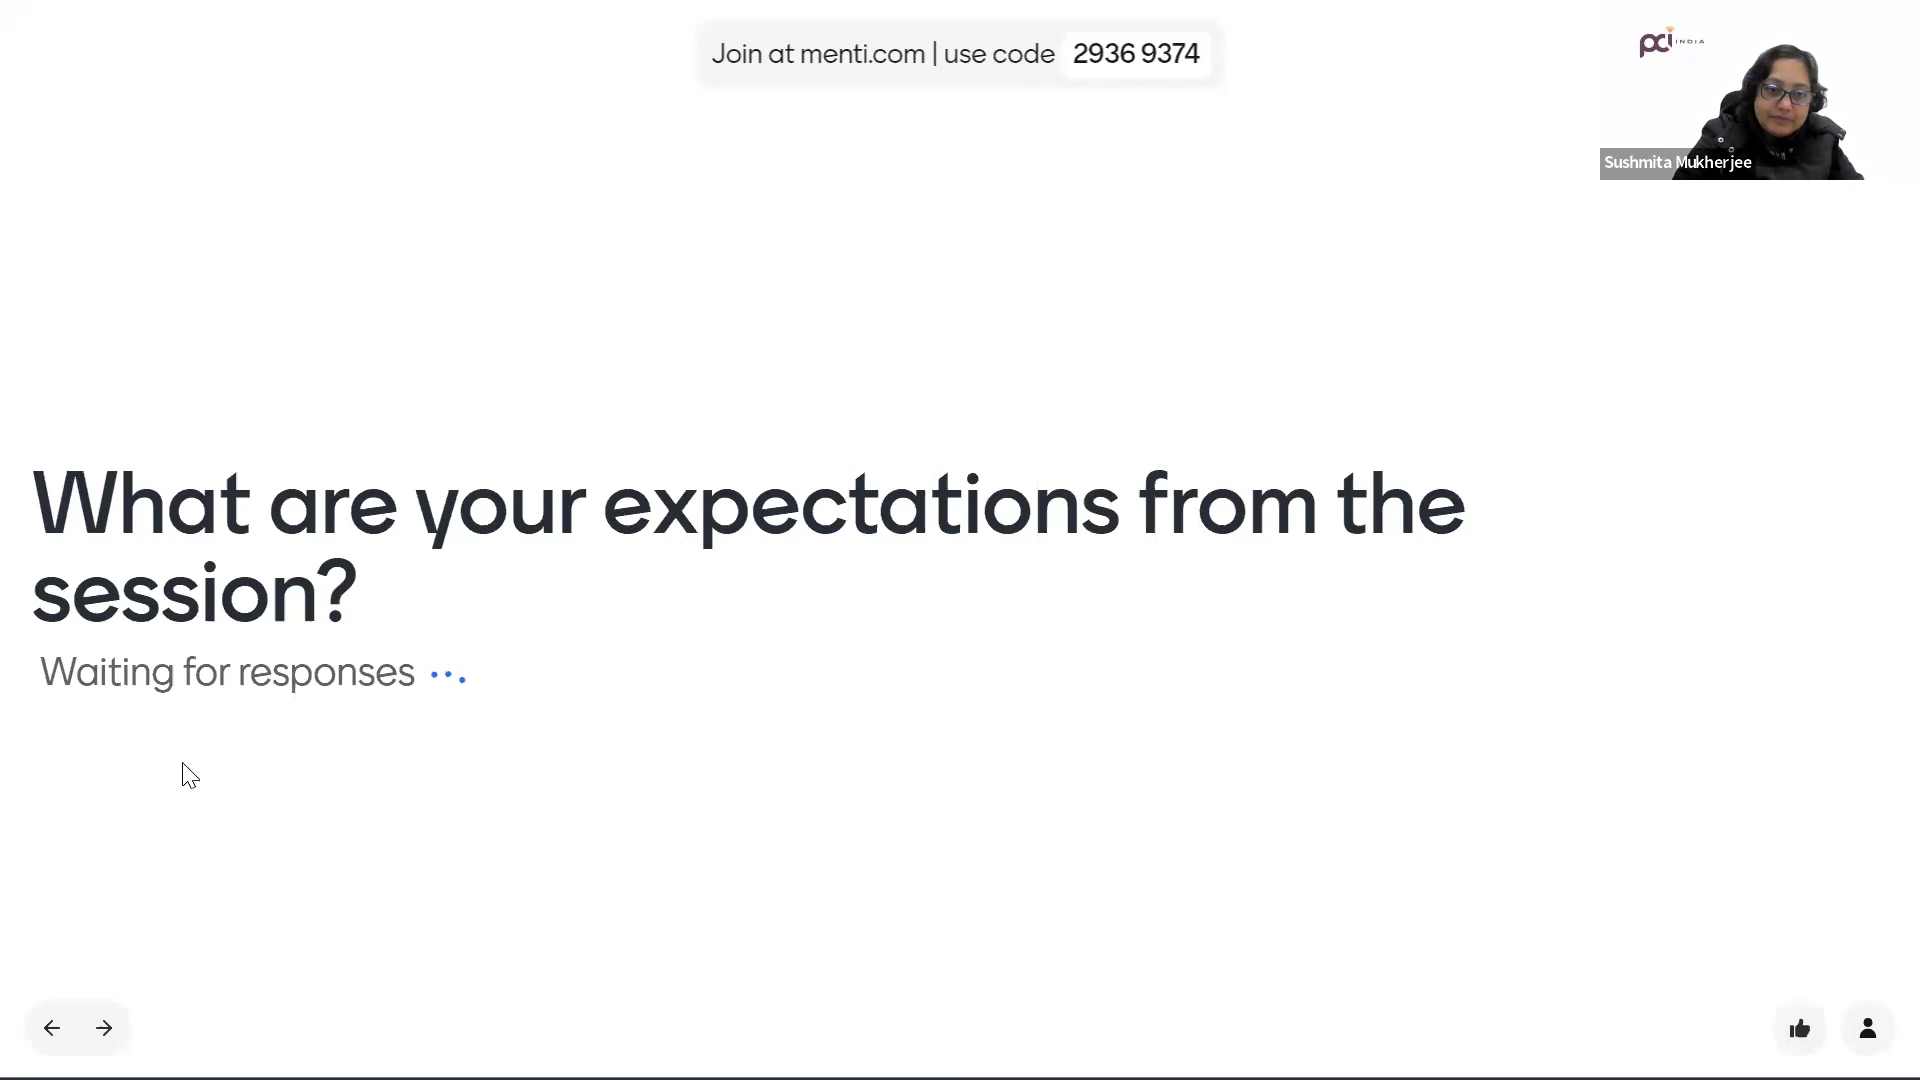 Join at menti.com | use code 2936 9374
pci INDIA
Sushmita Mukherjee
What are your expectations from the
session?
Waiting for responses